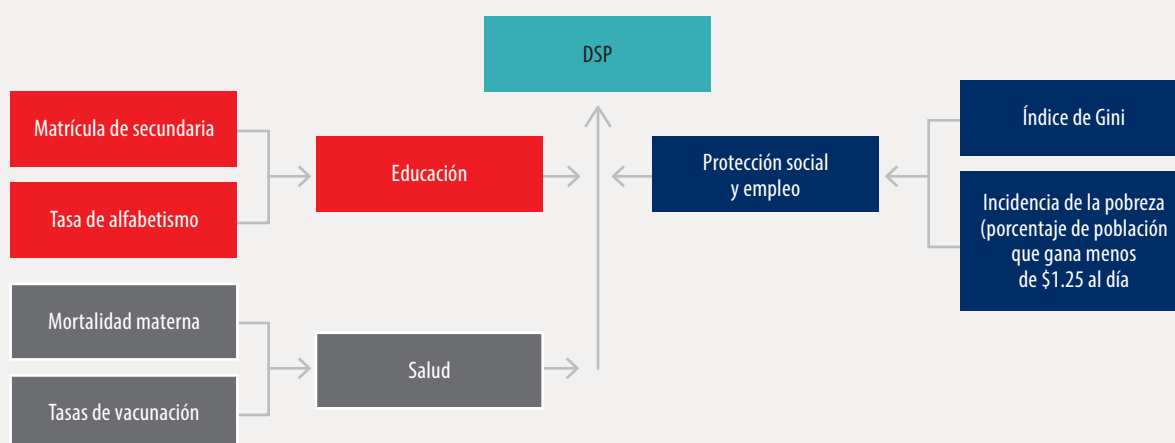 DSP
Matrícula de secundaria
Tasa de alfabetismo
Educación
Mortalidad materna
Tasas de vacunación
Salud
Protección social
y empleo
Índice de Gini
Incidencia de la pobreza
(porcentaje de población
que gana menos
de $1.25 al día